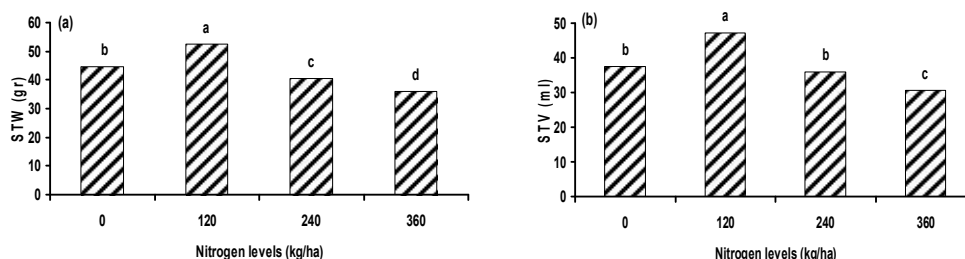 (a)
60
50
40
30
20
10
0
STW (gr)
b
a
c
d
0 120 240 360
Nitrogen levels (kg/ha)
(b)
50
40
30
20
10
0
STV (ml)
b
a
b
c
0 120 240 360
Nitrogen levels (kg/ha)